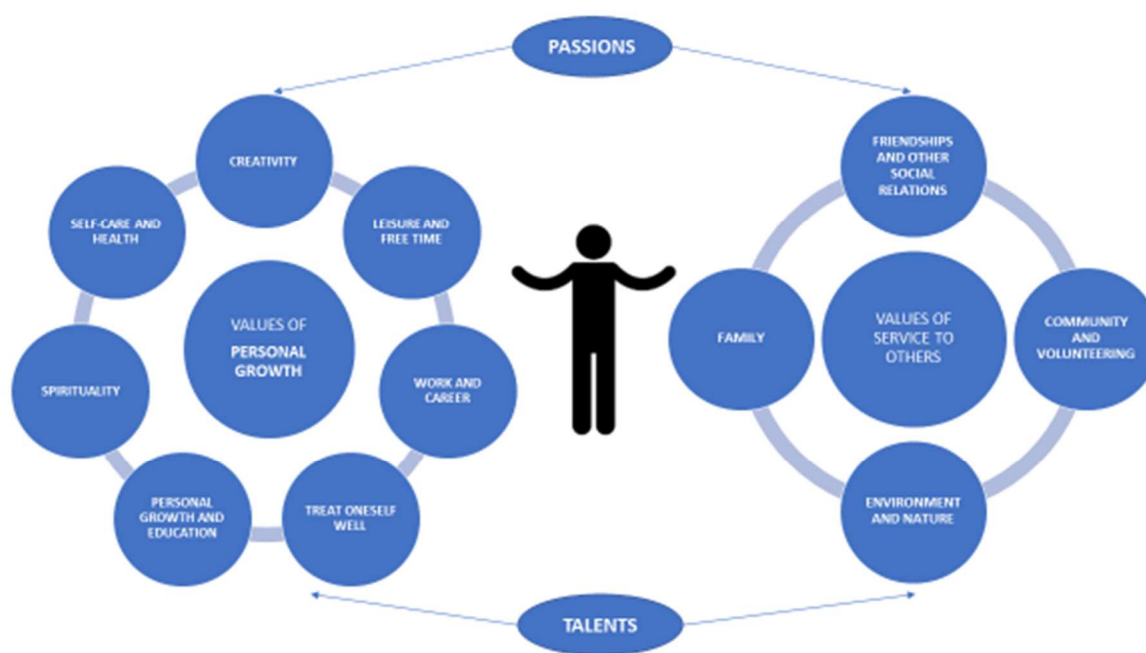 PASSIONS
CREATIVITY
LEISURE AND
FREE TIME
WORK AND
CAREER
TREAT ONESELF
WELL
PERSONAL
GROWTH AND
EDUCATION
SPIRITUALITY
SELF-CARE AND
HEALTH
VALUES OF
PERSONAL
GROWTH
FRIENDSHIPS
AND OTHER
SOCIAL
RELATIONS
COMMUNITY
AND
VOLUNTEERING
ENVIRONMENT
AND NATURE
FAMILY
VALUES OF
SERVICE TO
OTHERS
TALENTS